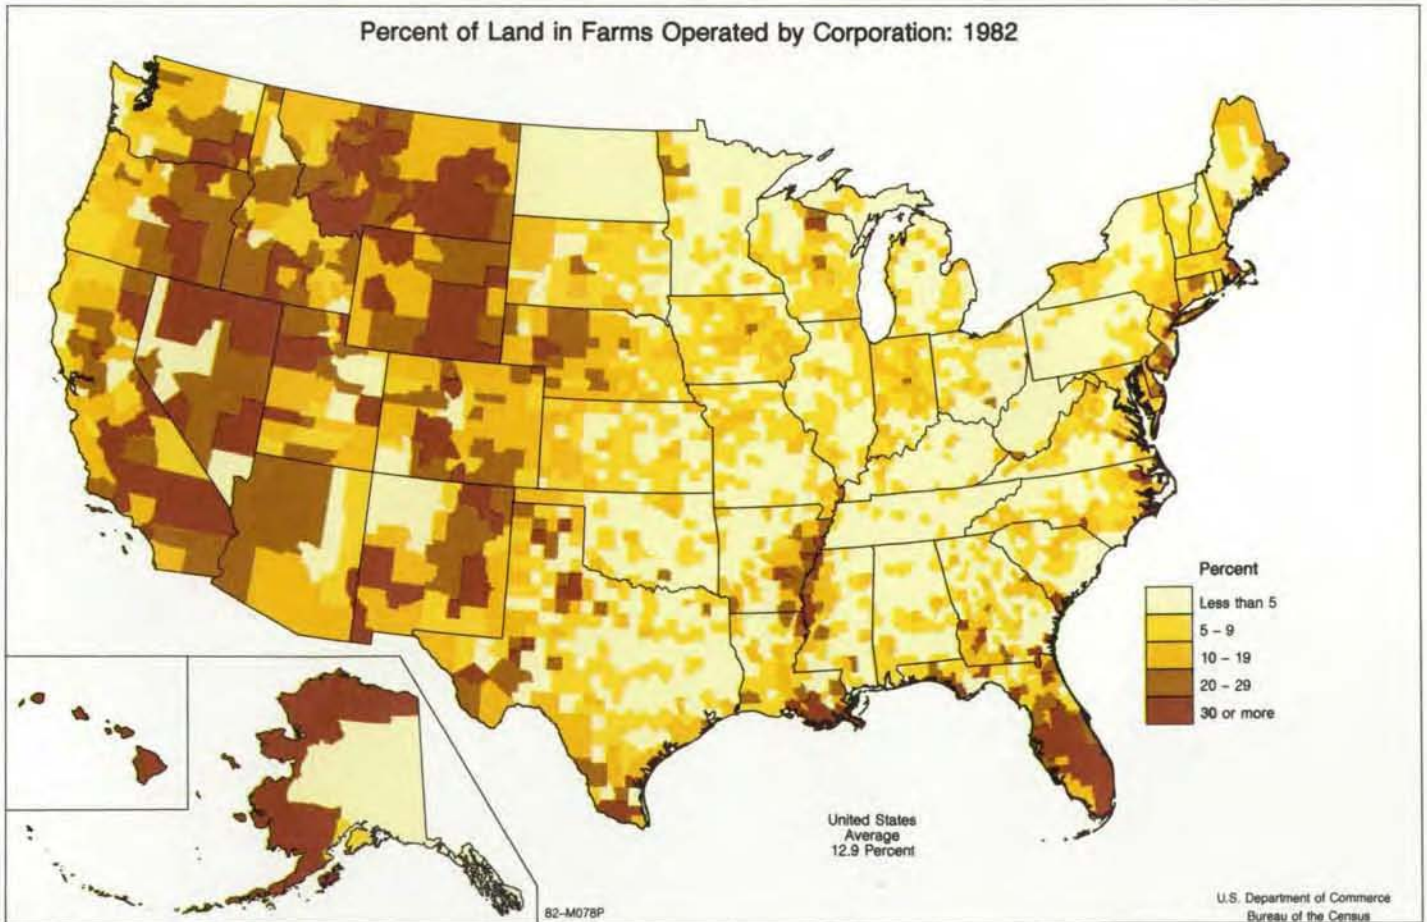 Percent of Land in Farms Operated by Corporation: 1982
Percent
Less than 5
5 – 9
10 – 19
20 – 29
30 or more
United States
Average
12.9 Percent
82–M078P
U.S. Department of Commerce
Bureau of the Census